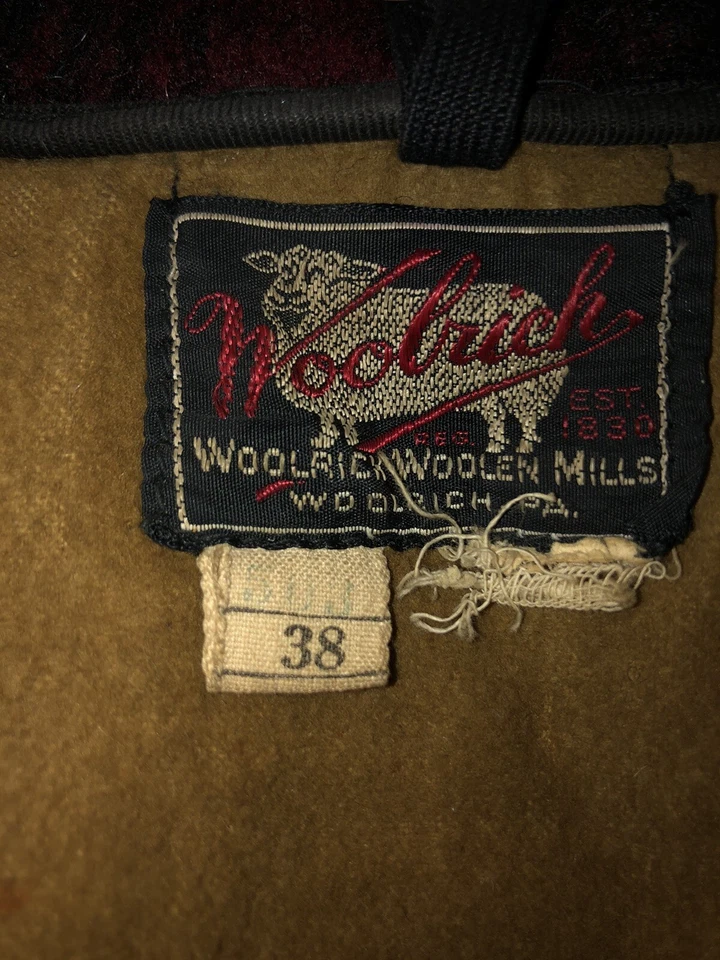 Woolrich
EST.
1830
REG.
WOOLRICH WOOLEN MILLS
WOOLRICH PA.
38